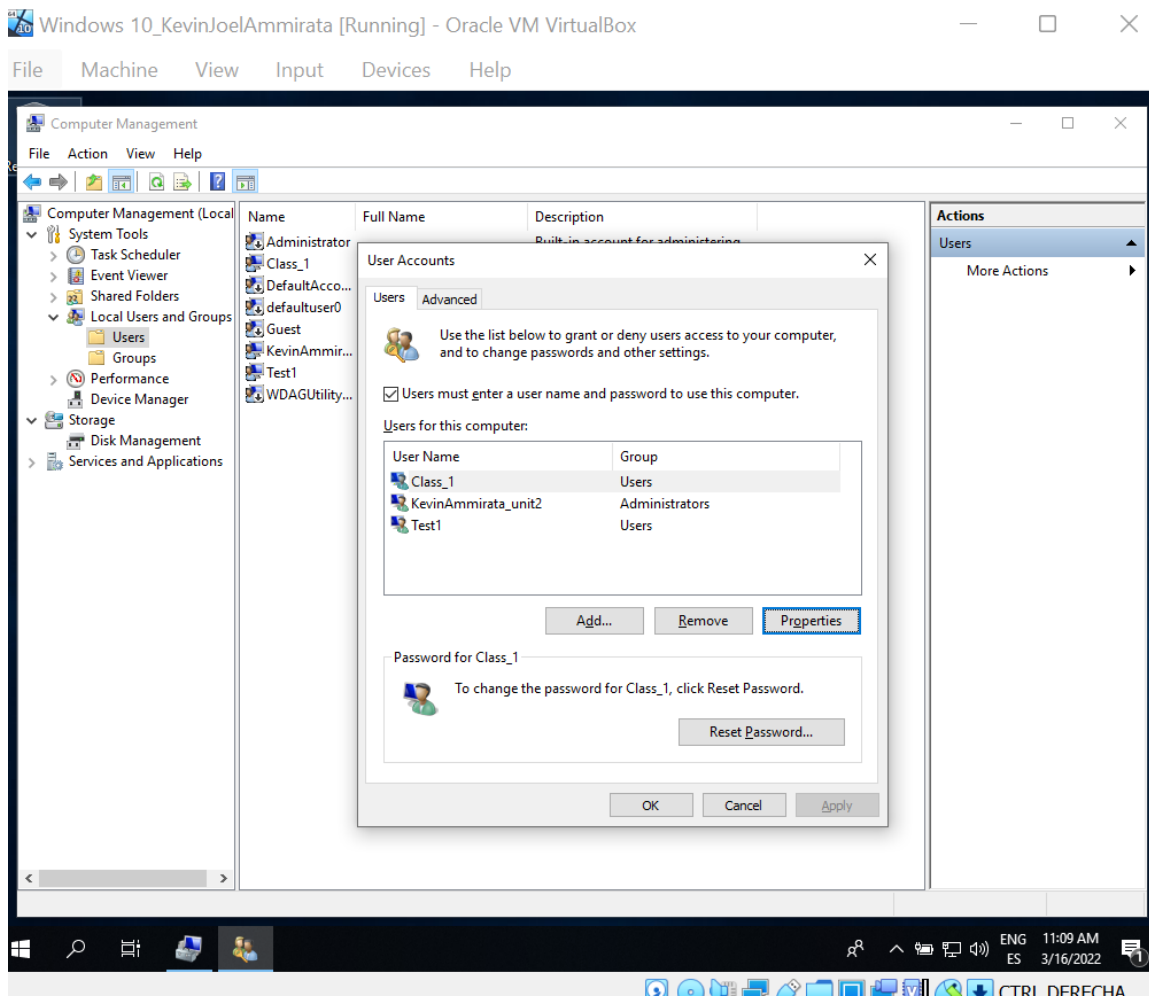 Windows 10_KevinJoelAmmirata [Running] - Oracle VM VirtualBox
File Machine View Input Devices Help
Computer Management
File Action View Help
Computer Management (Local
System Tools
Task Scheduler
Event Viewer
Shared Folders
Local Users and Groups
Users
Groups
Performance
Device Manager
Storage
Disk Management
Services and Applications
Name Full Name Description
Administrator Built-in account for administering
Class_1
DefaultAcco...
defaultuser0
Guest
KevinAmmir...
Test1
WDAGUtility...
User Accounts
Users Advanced
Use the list below to grant or deny users access to your computer,
and to change passwords and other settings.
Users must enter a user name and password to use this computer.
Users for this computer:
User Name Group
Class_1 Users
KevinAmmirata_unit2 Administrators
Test1 Users
Add... Remove Properties
Password for Class_1
To change the password for Class_1, click Reset Password.
Reset Password...
OK Cancel Apply
Actions
Users
More Actions
ENG 11:09 AM
ES 3/16/2022
1
CTRL DERECHA